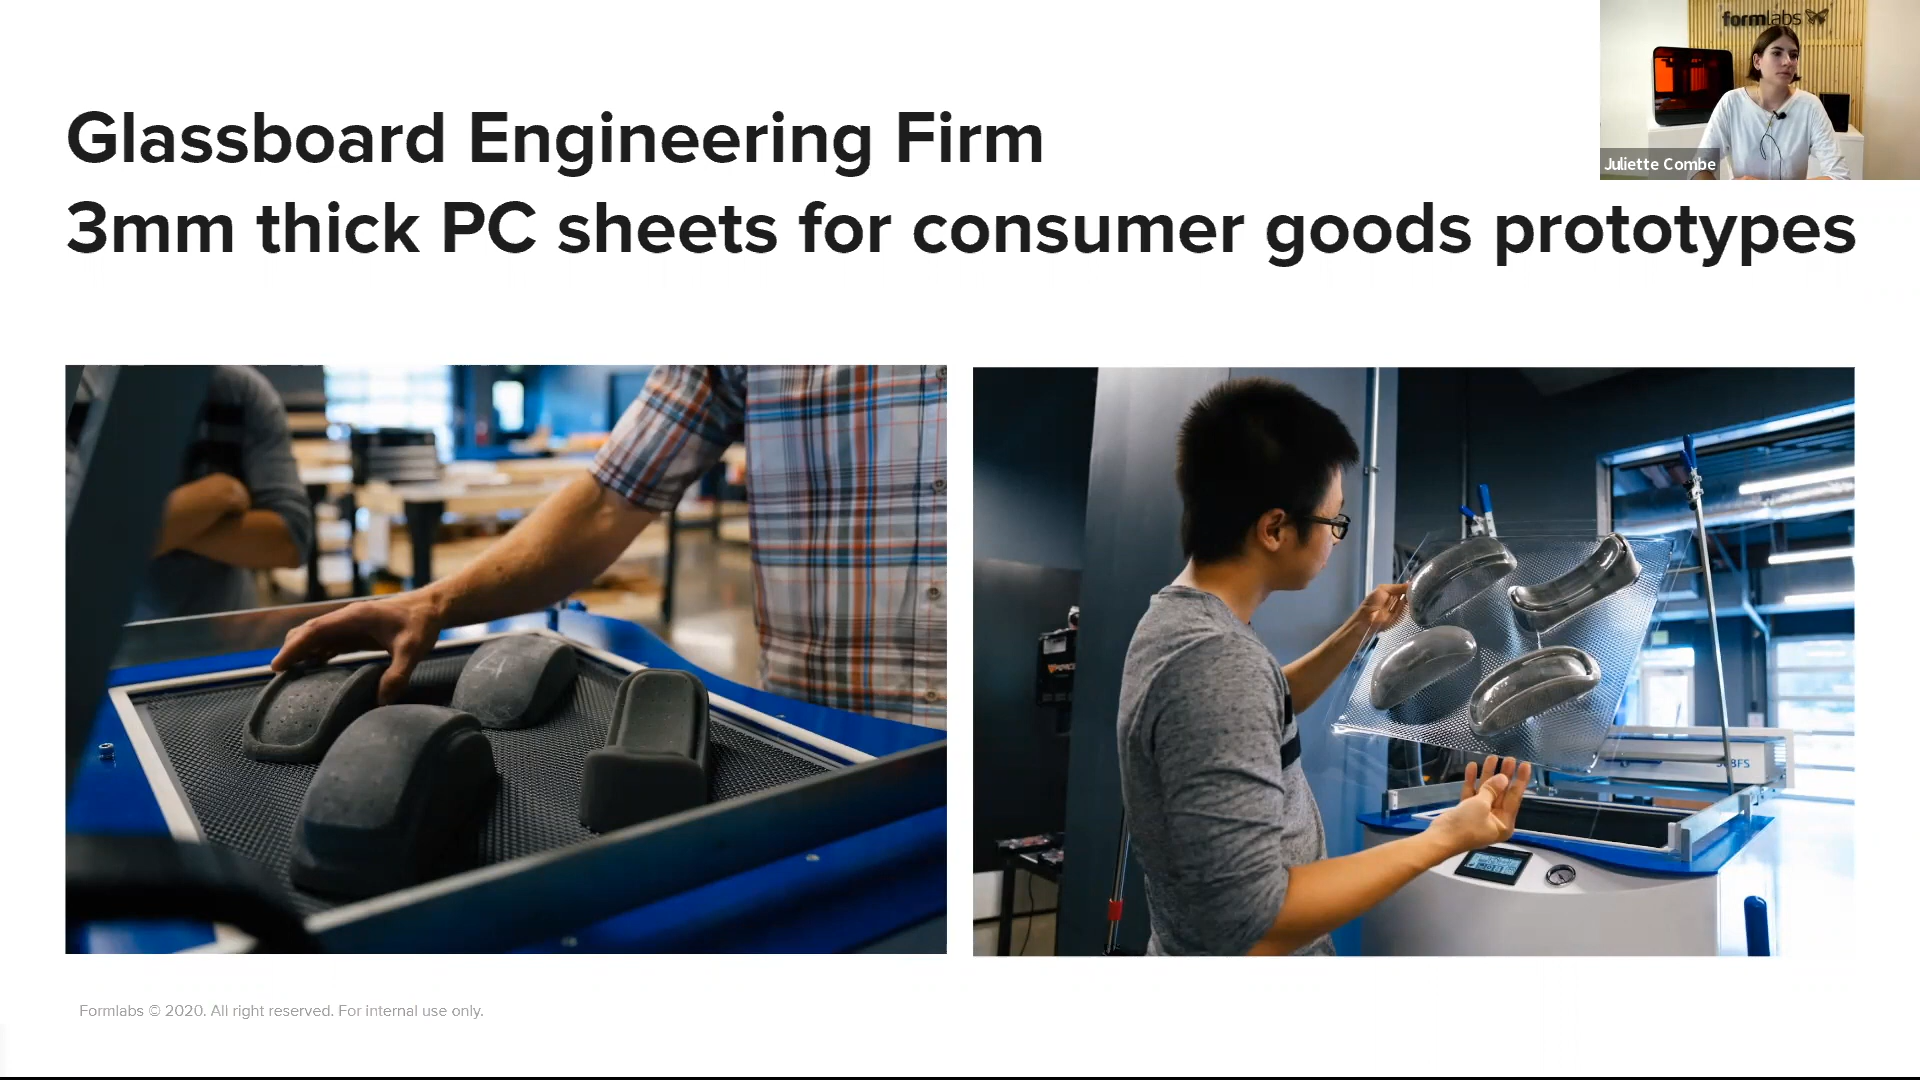 formlabs
Juliette Combe
Glassboard Engineering Firm
3mm thick PC sheets for consumer goods prototypes
4
Formlabs © 2020. All right reserved. For internal use only.